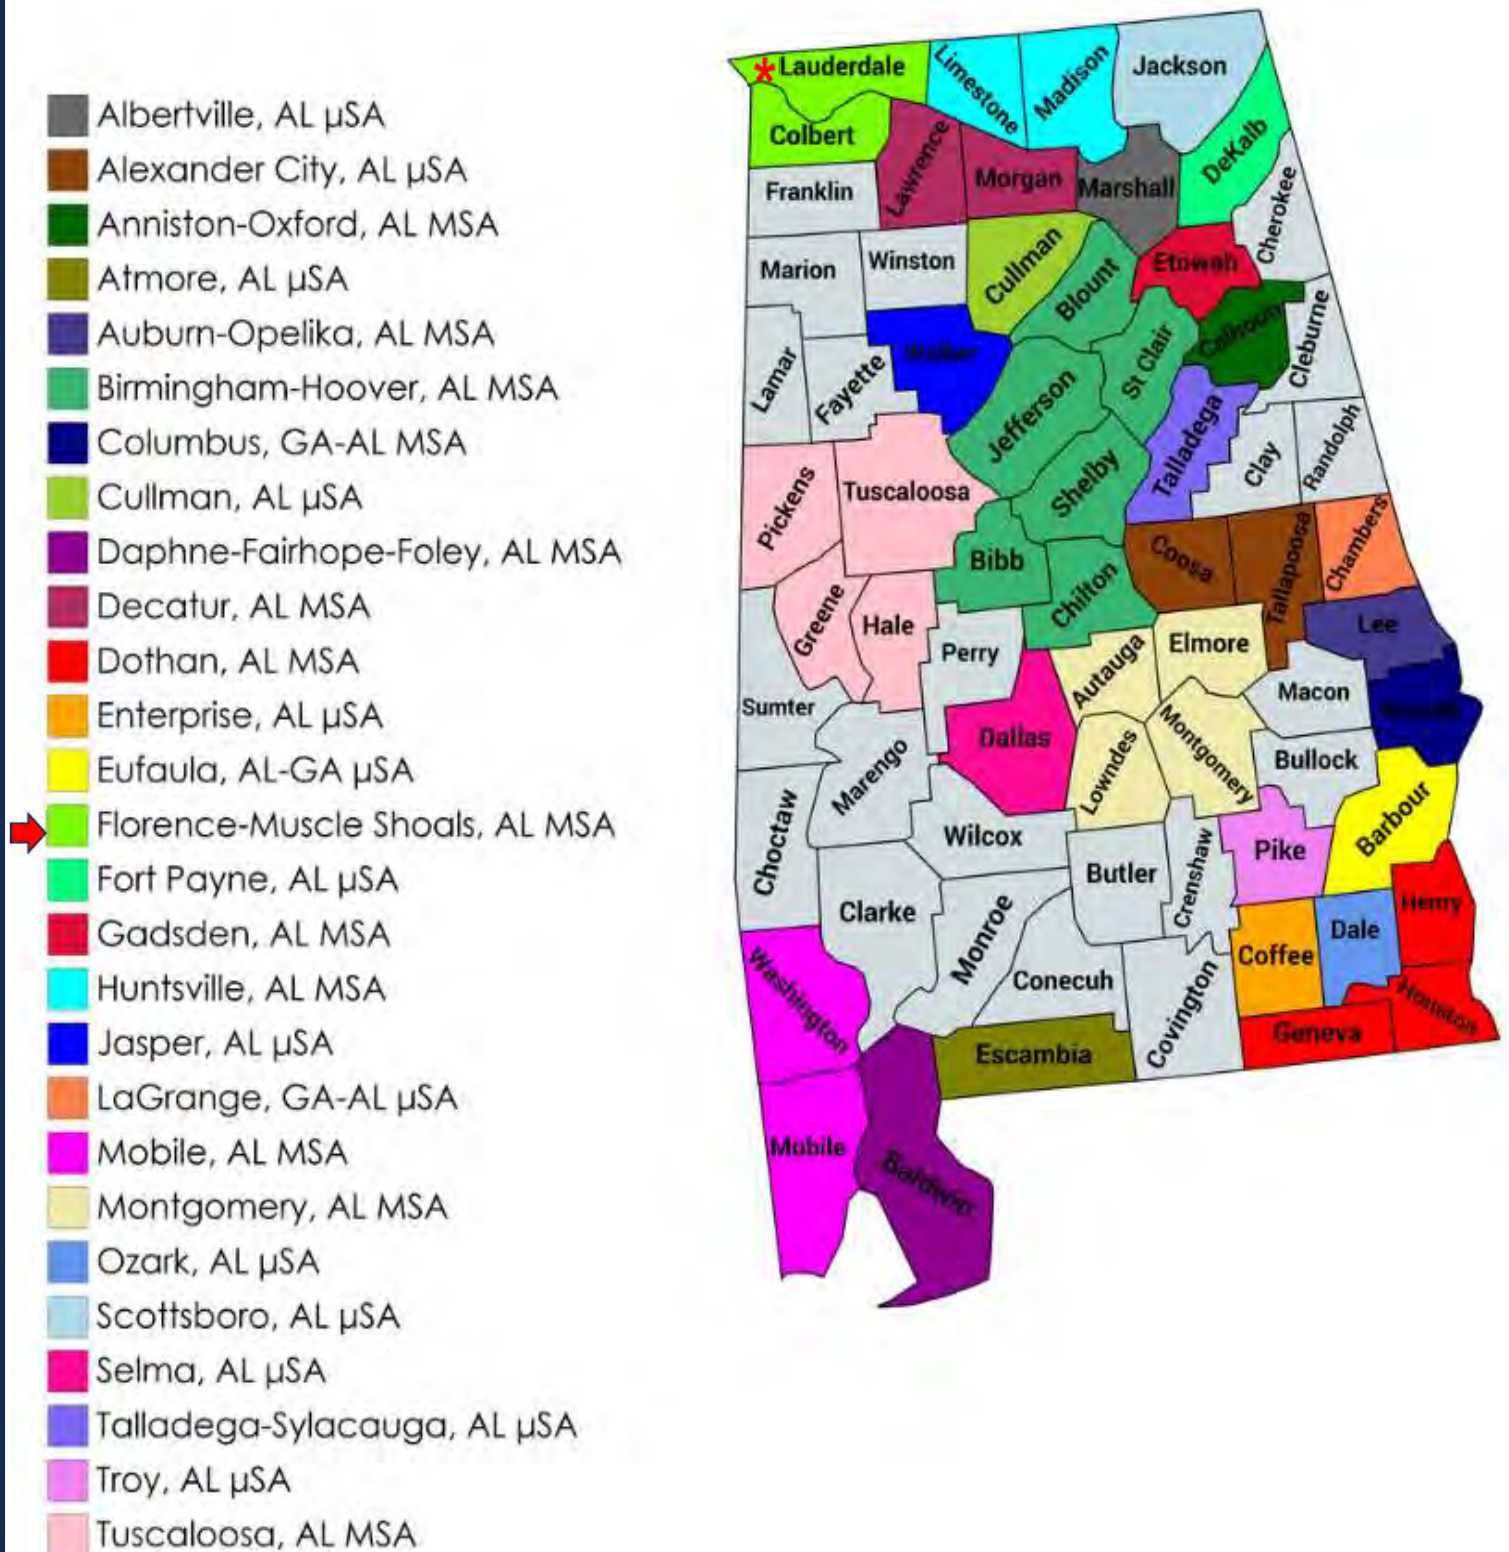 Albertville, AL µSA
Alexander City, AL µSA
Anniston-Oxford, AL MSA
Atmore, AL µSA
Auburn-Opelika, AL MSA
Birmingham-Hoover, AL MSA
Columbus, GA-AL MSA
Cullman, AL µSA
Daphne-Fairhope-Foley, AL MSA
Decatur, AL MSA
Dothan, AL MSA
Enterprise, AL µSA
Eufaula, AL-GA µSA
Florence-Muscle Shoals, AL MSA
Fort Payne, AL µSA
Gadsden, AL MSA
Huntsville, AL MSA
Jasper, AL µSA
LaGrange, GA-AL µSA
Mobile, AL MSA
Montgomery, AL MSA
Ozark, AL µSA
Scottsboro, AL µSA
Selma, AL µSA
Talladega-Sylacauga, AL µSA
Troy, AL µSA
Tuscaloosa, AL MSA
* Lauderdale
Limestone
Madison
Jackson
Colbert
Lawrence
Morgan
Marshall
DeKalb
Franklin
Cherokee
Marion
Winston
Cullman
Blount
Etowah
Lamar
Fayette
Walker
Jefferson
St Clair
Calhoun
Cleburne
Pickens
Tuscaloosa
Shelby
Talladega
Clay
Randolph
Greene
Hale
Bibb
Chilton
Coosa
Tallapoosa
Chambers
Sumter
Perry
Autauga
Elmore
Lee
Macon
Marengo
Dallas
Lowndes
Montgomery
Bullock
Choctaw
Wilcox
Butler
Crenshaw
Pike
Barbour
Clarke
Monroe
Conecuh
Covington
Coffee
Dale
Henry
Washington
Escambia
Geneva
Houston
Mobile
Baldwin